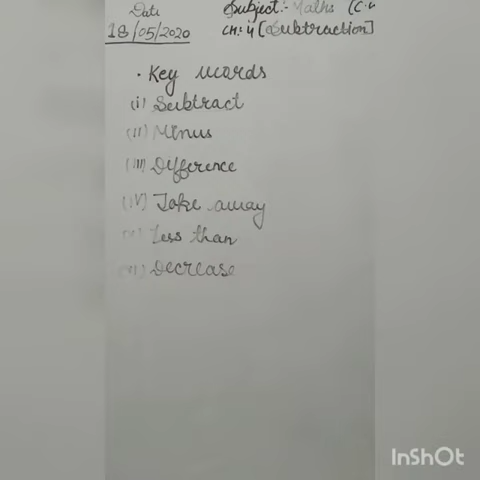 Date
Subject:- Maths (C.
18/05/2020
CH: 4 [Subtraction]
• Key words
(i) Subtract
(ii) Minus
(iii) Difference
(iv) Take away
(v) Less than
(vi) Decrease
InShOt